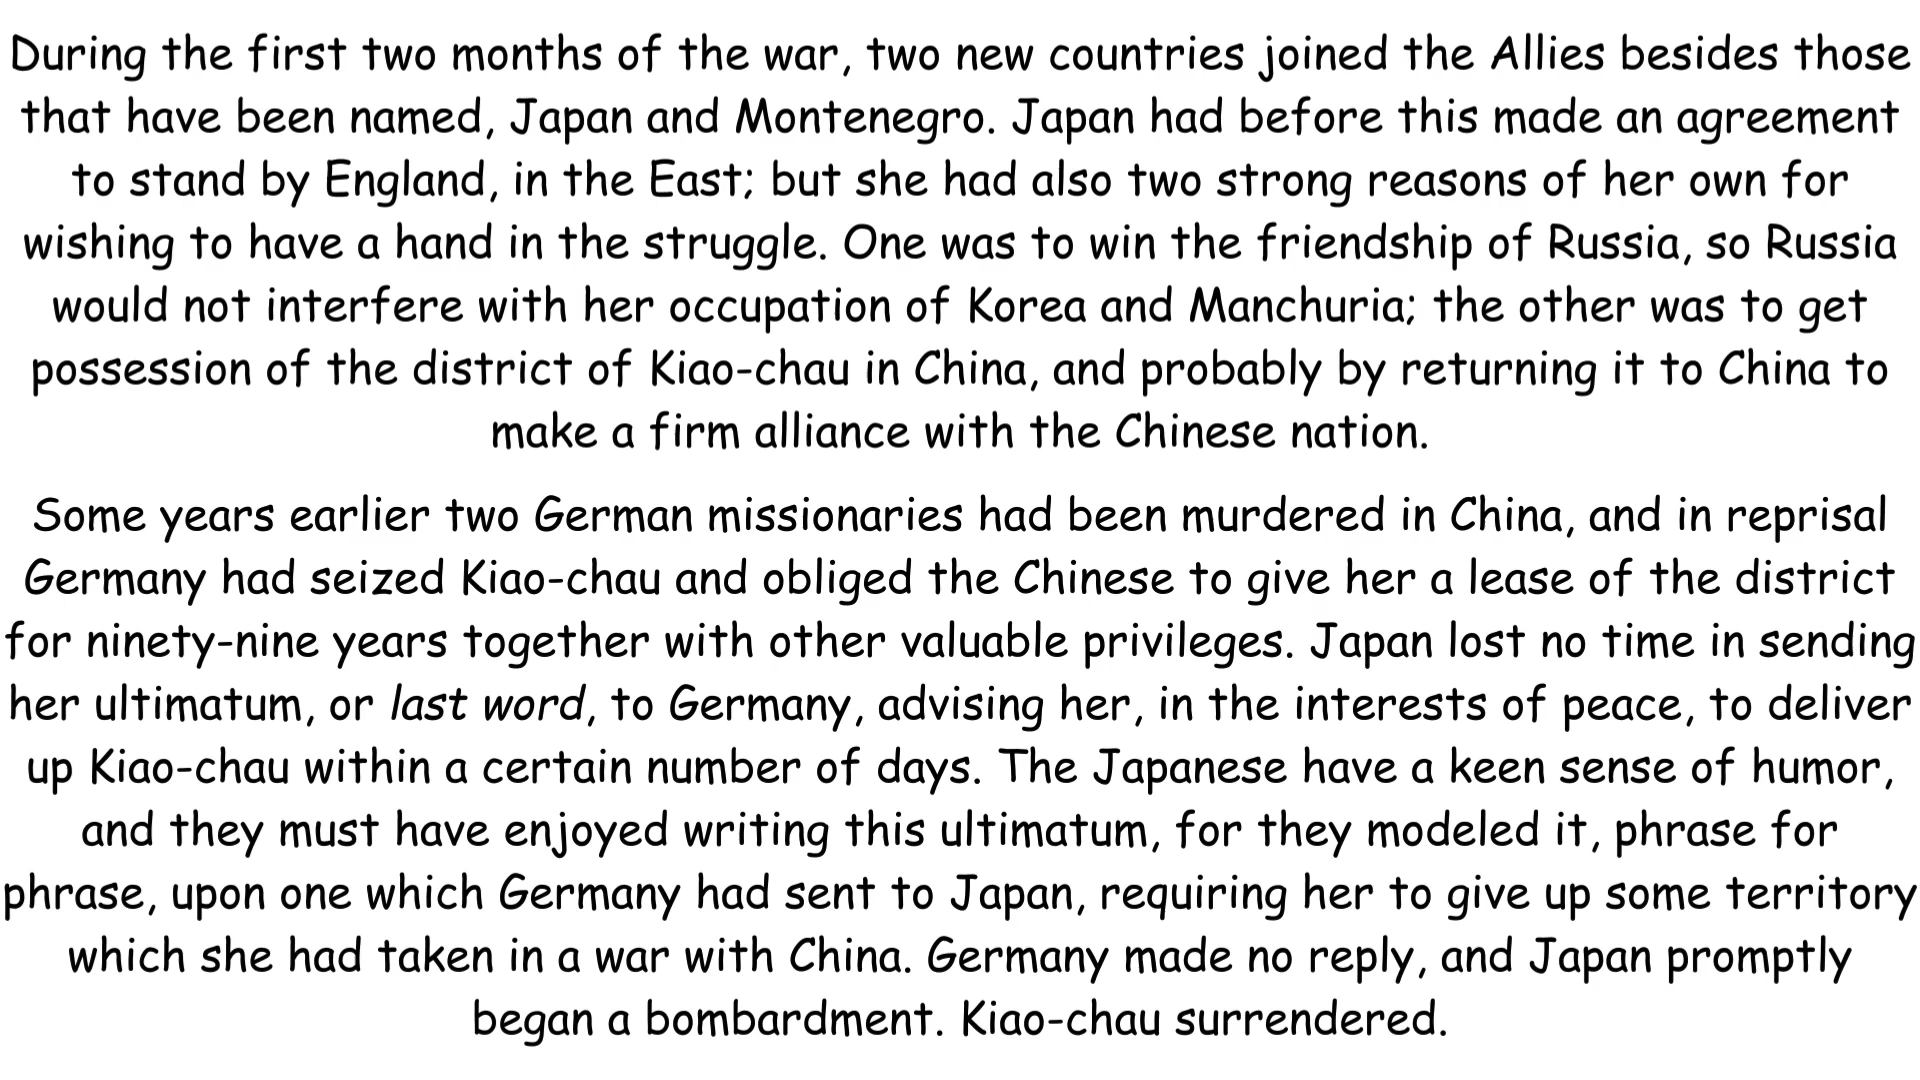 During the first two months of the war, two new countries joined the Allies besides those
that have been named, Japan and Montenegro. Japan had before this made an agreement
to stand by England, in the East; but she had also two strong reasons of her own for
wishing to have a hand in the struggle. One was to win the friendship of Russia, so Russia
would not interfere with her occupation of Korea and Manchuria; the other was to get
possession of the district of Kiao-chau in China, and probably by returning it to China to
make a firm alliance with the Chinese nation.
Some years earlier two German missionaries had been murdered in China, and in reprisal
Germany had seized Kiao-chau and obliged the Chinese to give her a lease of the district
for ninety-nine years together with other valuable privileges. Japan lost no time in sending
her ultimatum, or last word, to Germany, advising her, in the interests of peace, to deliver
up Kiao-chau within a certain number of days. The Japanese have a keen sense of humor,
and they must have enjoyed writing this ultimatum, for they modeled it, phrase for
phrase, upon one which Germany had sent to Japan, requiring her to give up some territory
which she had taken in a war with China. Germany made no reply, and Japan promptly
began a bombardment. Kiao-chau surrendered.